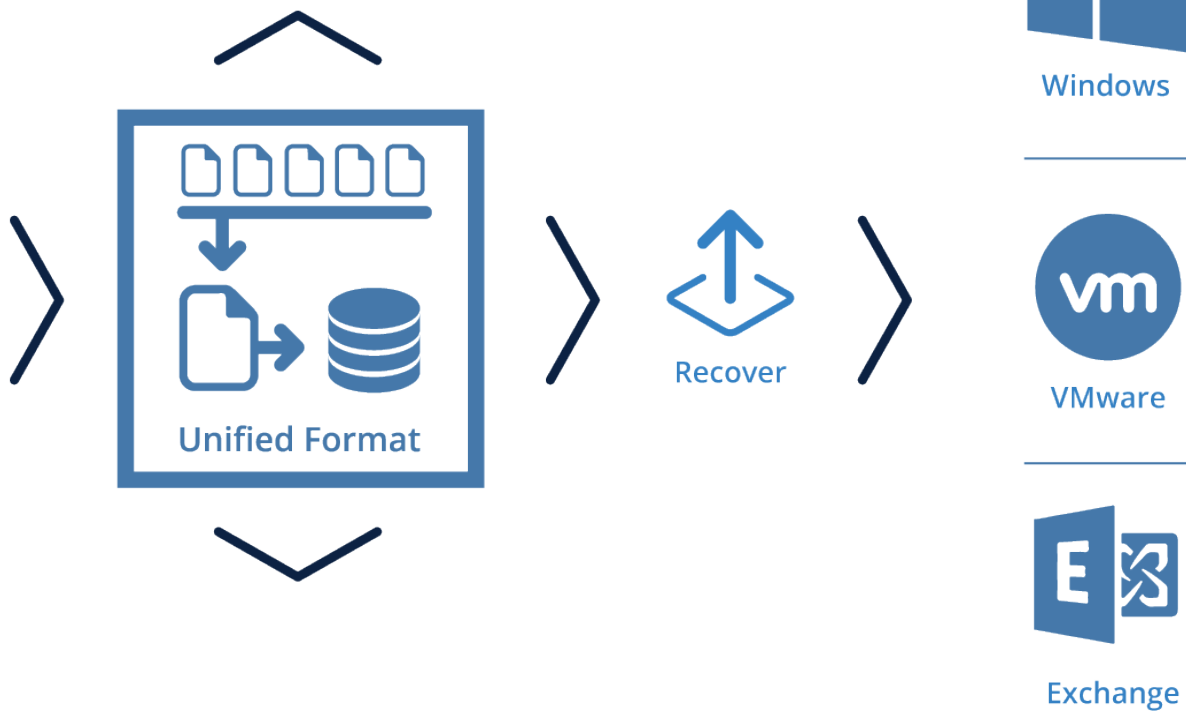 Windows
Unified Format
Recover
vm
VMware
E
Exchange